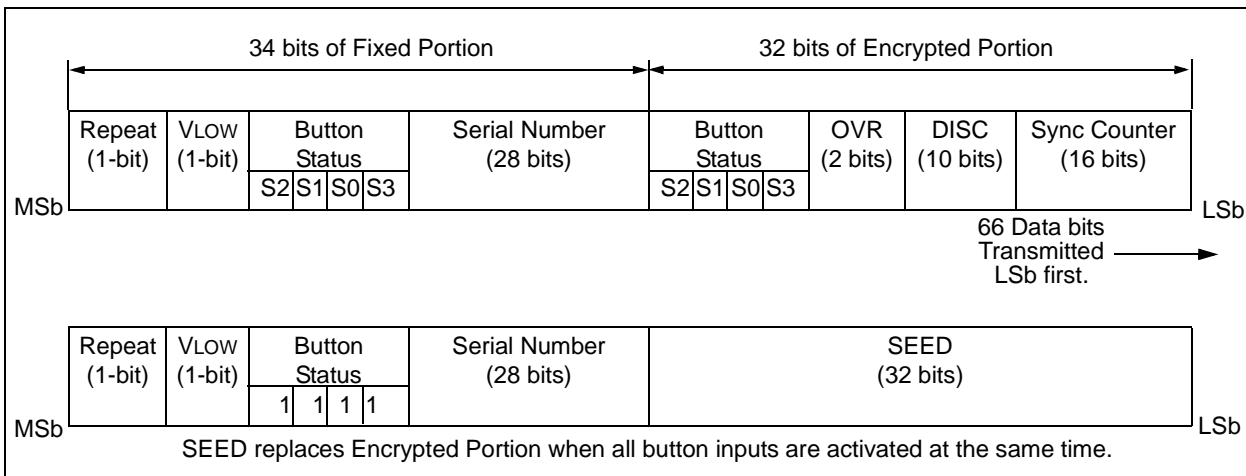 34 bits of Fixed Portion
32 bits of Encrypted Portion
Repeat (1-bit)
VLOW (1-bit)
Button Status
S2 S1 S0 S3
Serial Number (28 bits)
Button Status
S2 S1 S0 S3
OVR (2 bits)
DISC (10 bits)
Sync Counter (16 bits)
MSb
LSb
66 Data bits
Transmitted
LSb first.
Repeat (1-bit)
VLOW (1-bit)
Button Status
1 1 1 1
Serial Number (28 bits)
SEED (32 bits)
MSb
LSb
SEED replaces Encrypted Portion when all button inputs are activated at the same time.